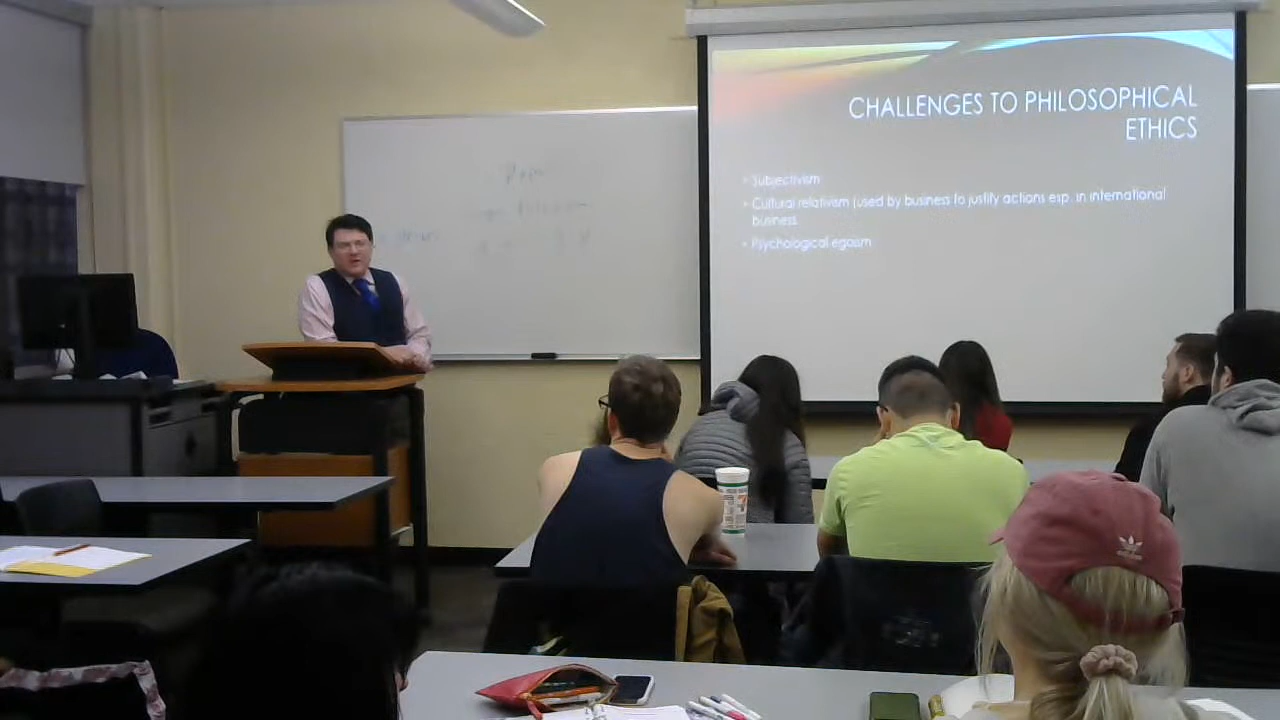 CHALLENGES TO PHILOSOPHICAL
ETHICS
Subjectivism
Cultural relativism (used by business to justify actions esp. in international
business
Psychological egoism